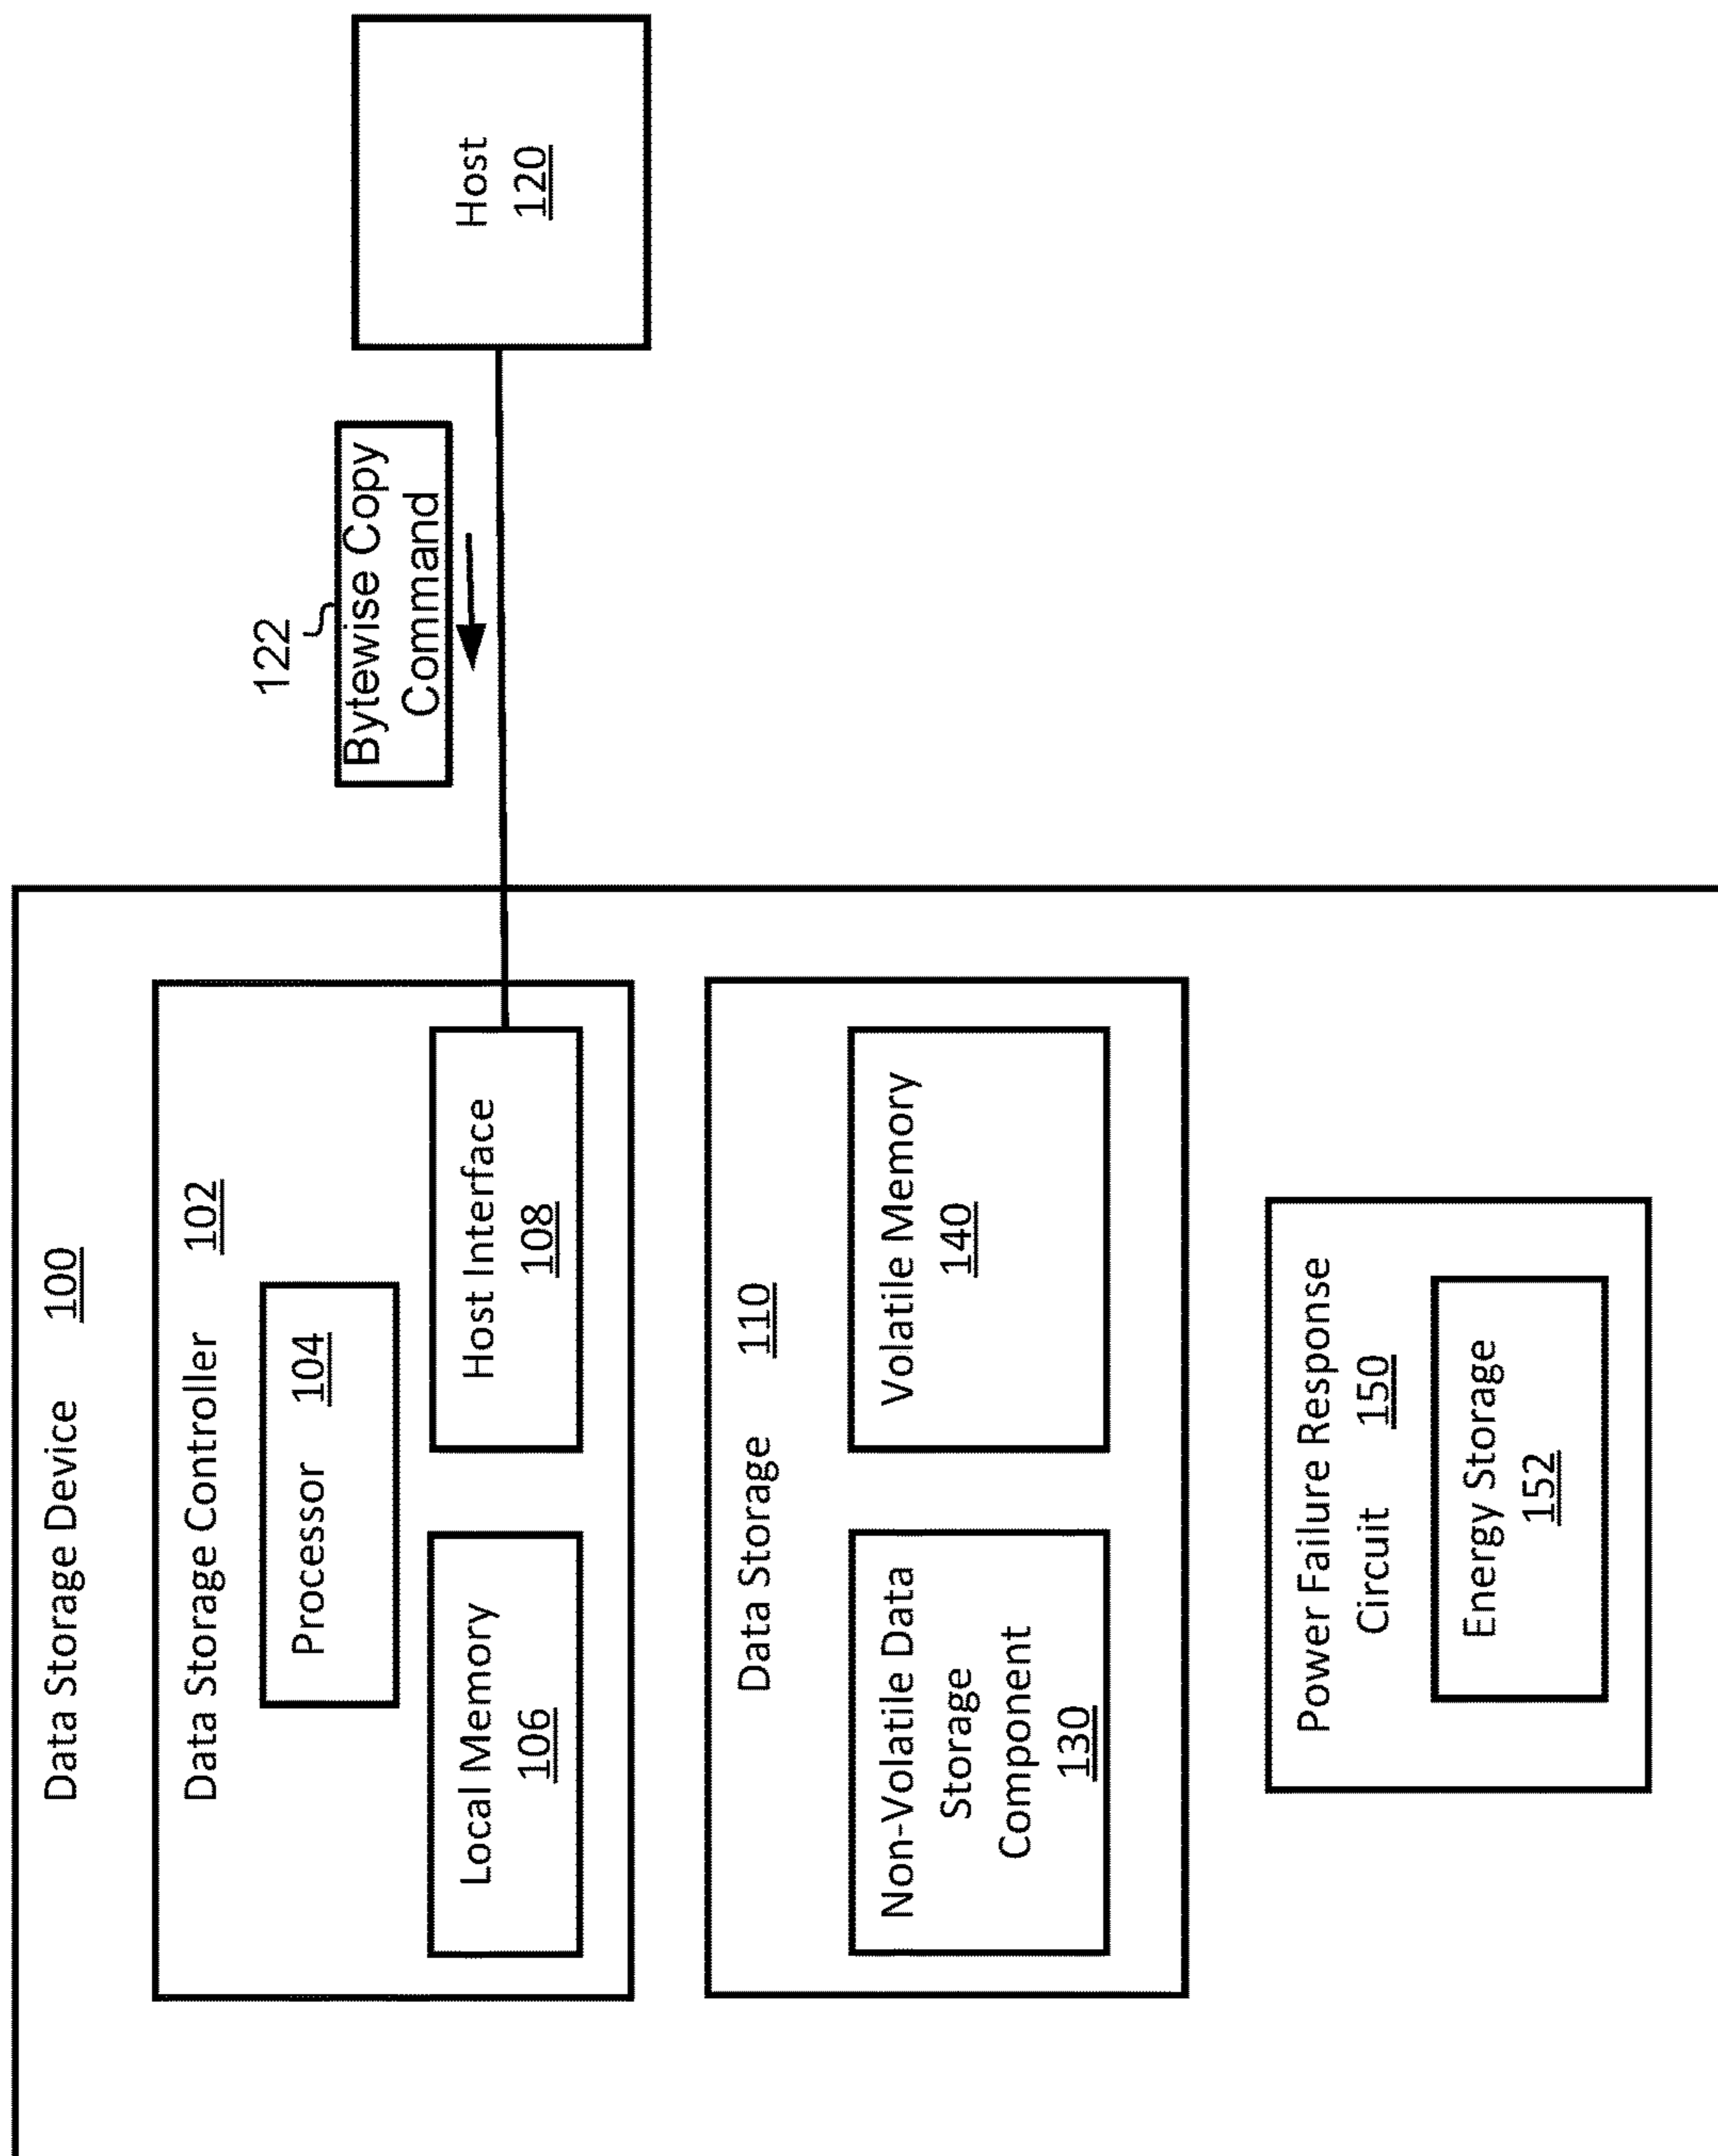 Data Storage Device 100
Data Storage Controller 102
Processor 104
Local Memory
106
Host Interface
108
122
Bytewise Copy
Command
Host
120
Data Storage 110
Non-Volatile Data
Storage
Component
130
Volatile Memory
140
Power Failure Response
Circuit 150
Energy Storage
152